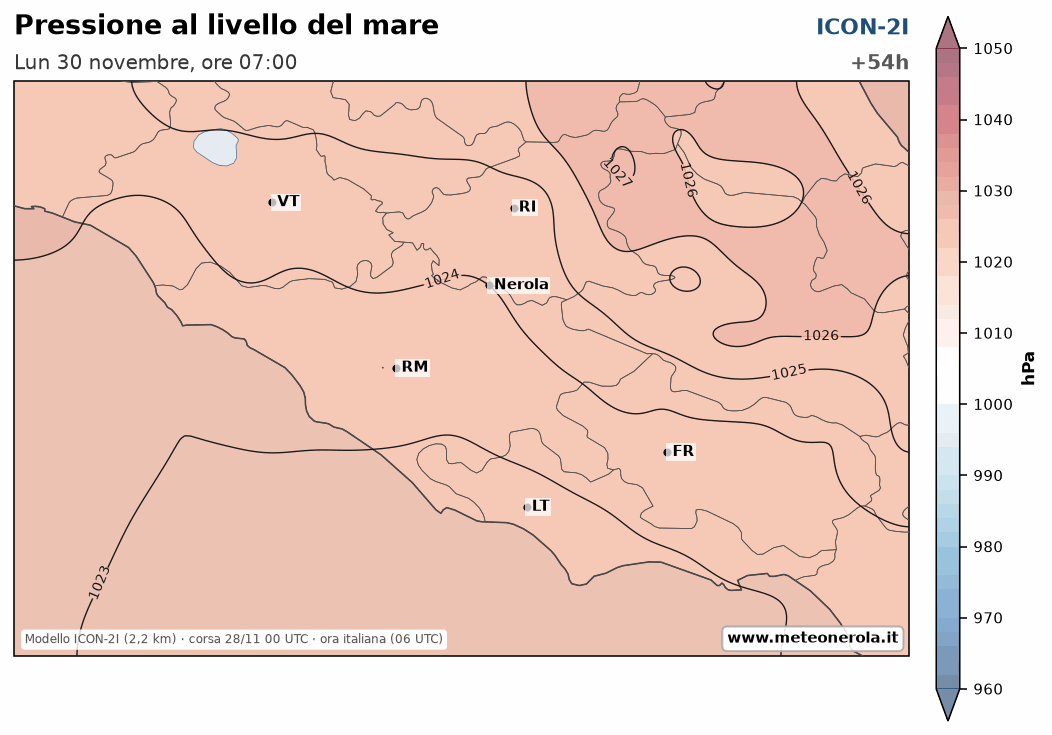 Pressione al livello del mare
ICON-2I
Lun 30 novembre, ore 07:00
+54h
1050
1040
1030
1020
1010
1000
990
980
970
960
hPa
1027
1026
1026
VT
RI
1024
Nerola
1026
RM
1025
FR
LT
1023
Modello ICON-2I (2,2 km) · corsa 28/11 00 UTC · ora italiana (06 UTC)
www.meteonerola.it